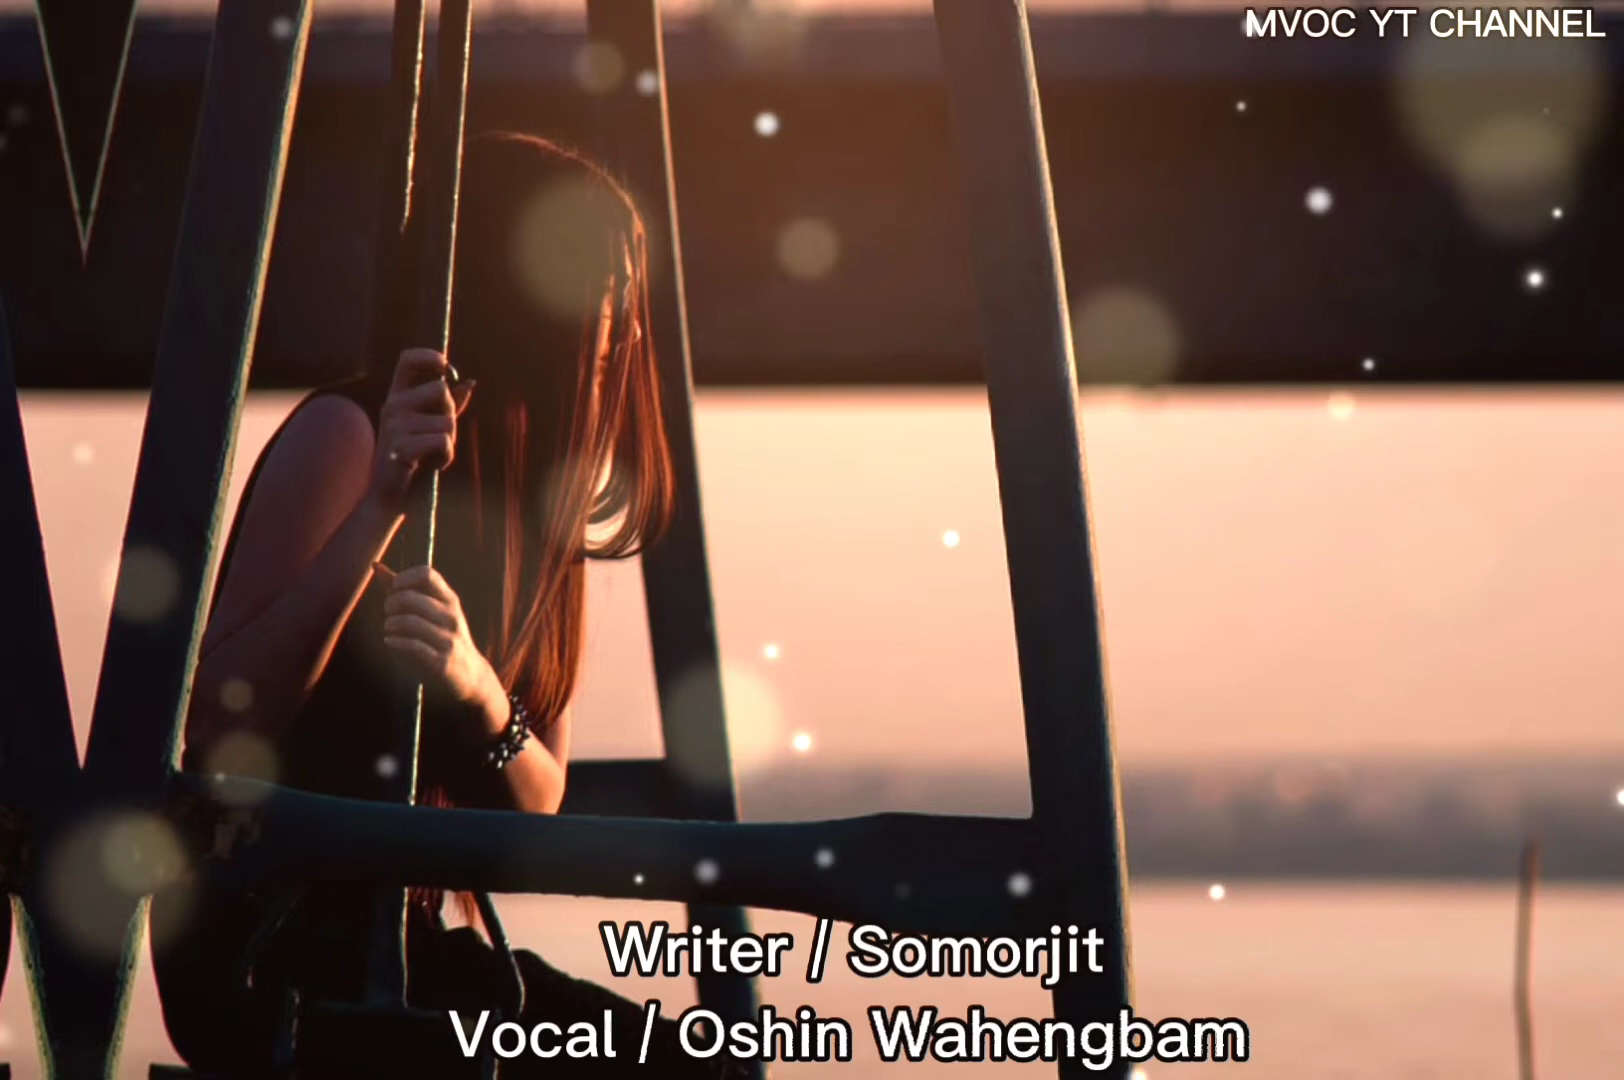 MVOC YT CHANNEL
Writer / Somorjit
Vocal / Oshin Wahengbam